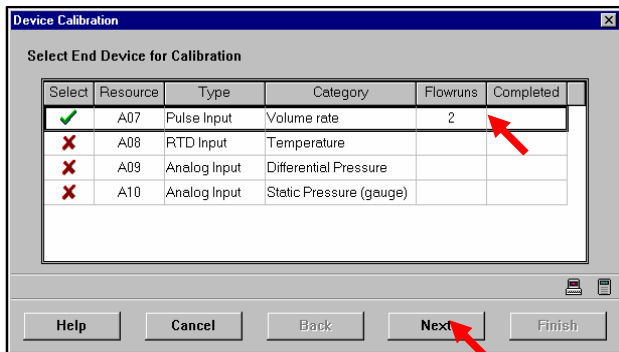 Device Calibration
Select End Device for Calibration
Select Resource Type Category Flowruns Completed
A07 Pulse Input Volume rate 2
A08 RTD Input Temperature
A09 Analog Input Differential Pressure
A10 Analog Input Static Pressure (gauge)
Help Cancel Back Next Finish